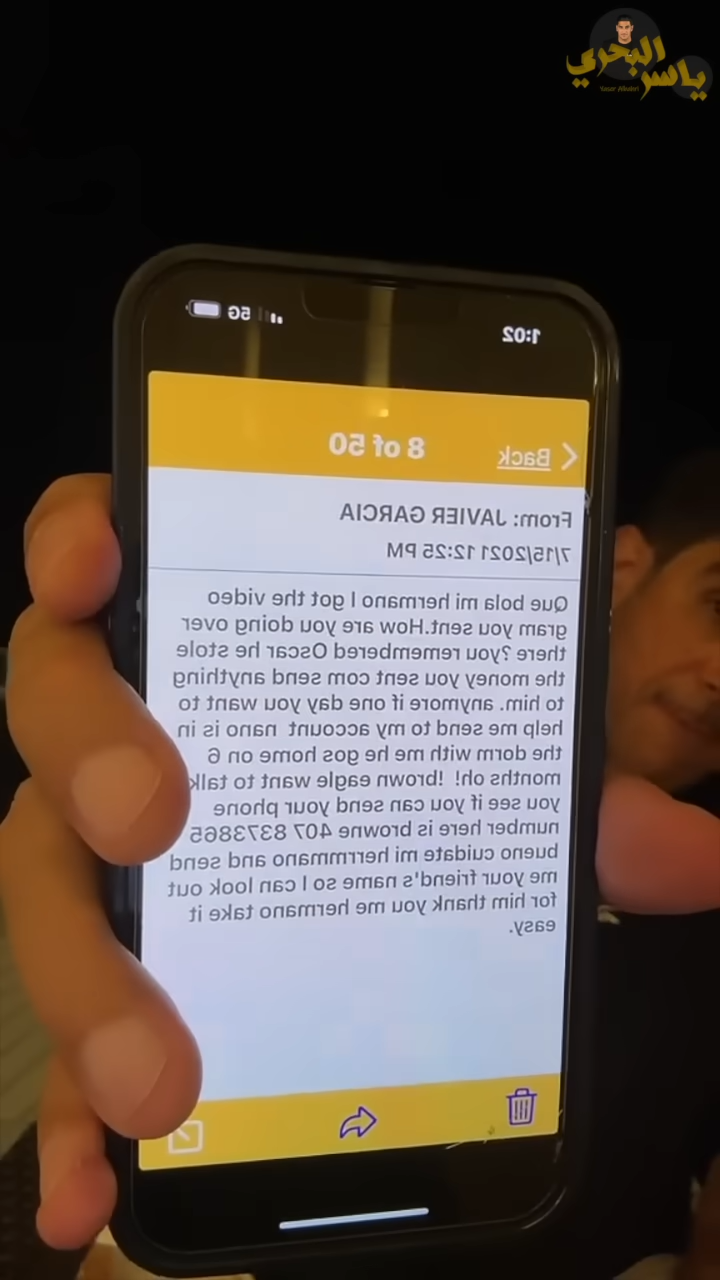 ياسر البحري
Yaser Albahri
1:02
5G
Back
8 of 50
From: JAVIER GARCIA
7/15/2021 12:25 PM
Que bola mi hermano I got the video
gram you sent.How are you doing over
there?you remembered Oscar he stole
the money you sent com send anything
to him. anymore if one day you want to
help me send to my account nano is in
the dorm with me he gos home on 6
months oh! !brown eagle want to talk
you see if you can send your phone
number here is browne 407 8373865
bueno cuidate mi herrmmano and send
me your friend's name so I can look out
for him thank you me hermano take it
easy.